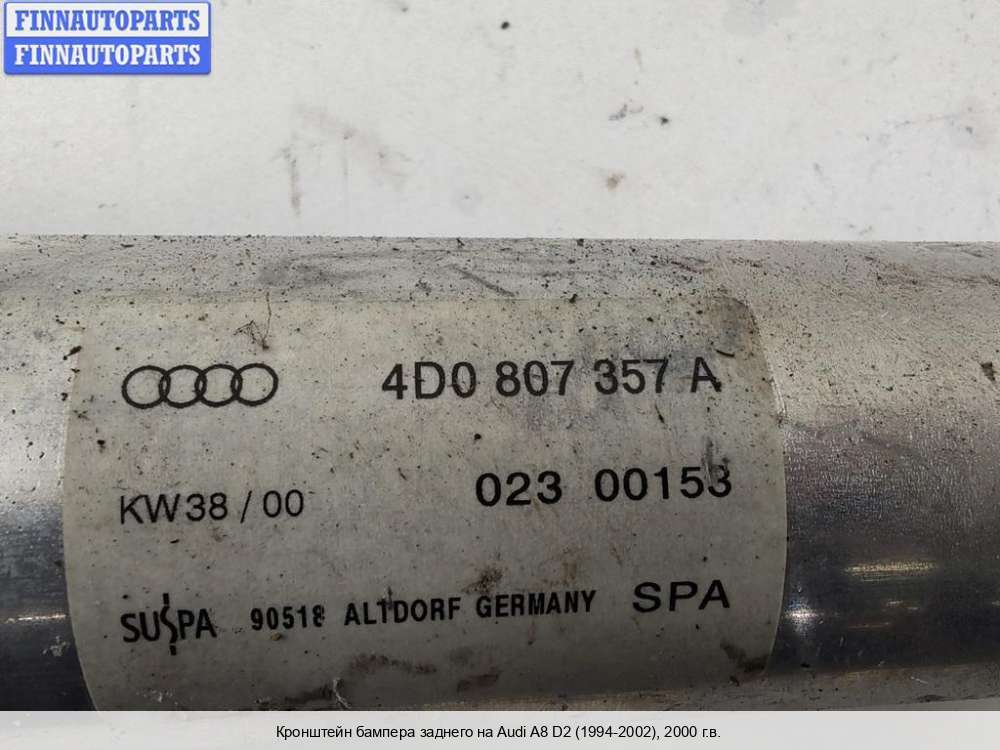 FINNAUTOPARTS
FINNAUTOPARTS
4D0 807 357 A
KW38 / 00
023 00153
SUSPA 90518 ALTDORF GERMANY SPA
Кронштейн бампера заднего на Audi A8 D2 (1994-2002), 2000 г.в.